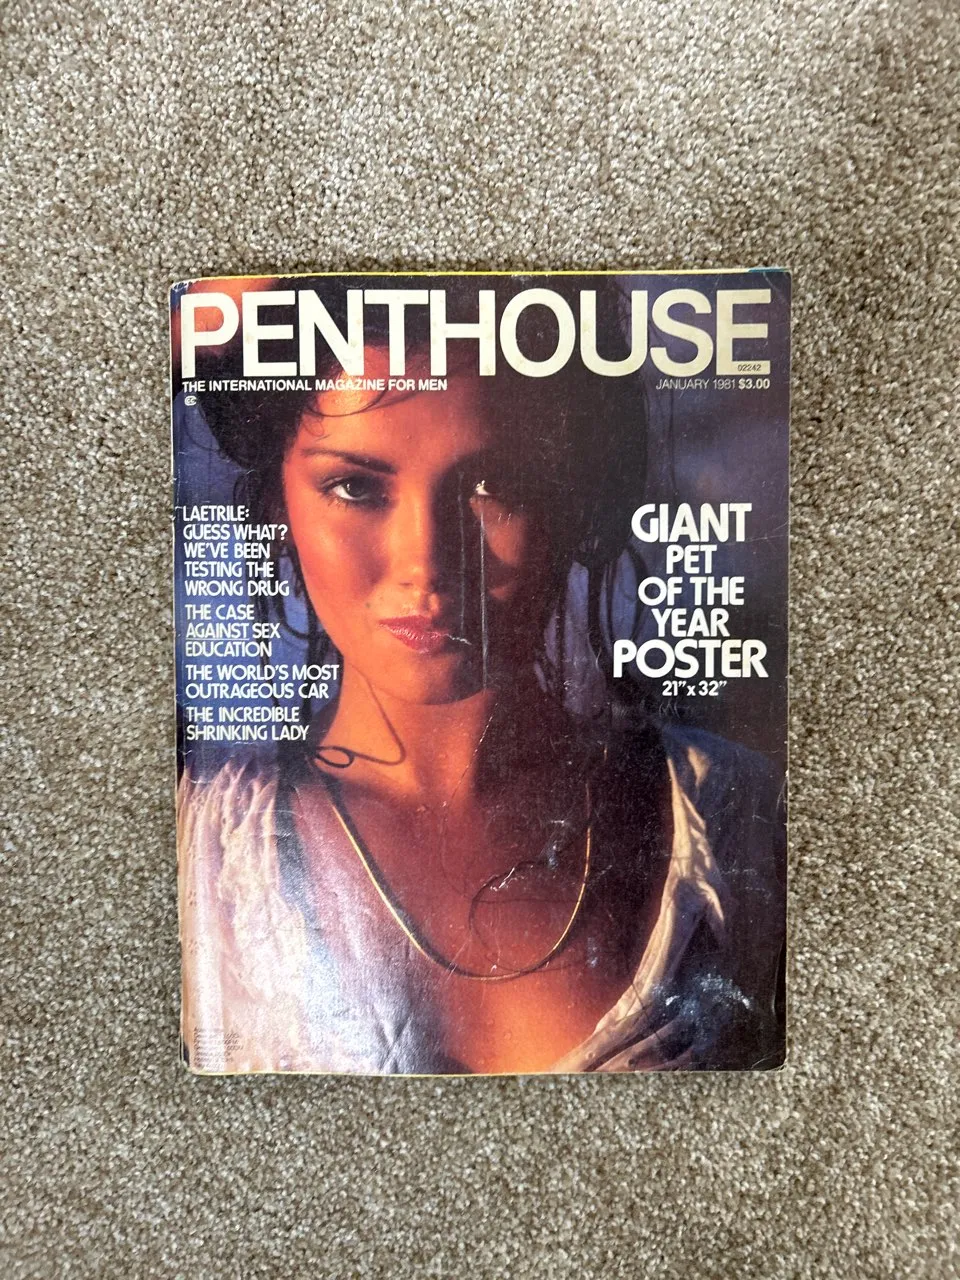 PENTHOUSE
02242
THE INTERNATIONAL MAGAZINE FOR MEN
JANUARY 1981 $3.00
LAETRILE:
GUESS WHAT?
WE'VE BEEN
TESTING THE
WRONG DRUG
THE CASE
AGAINST SEX
EDUCATION
THE WORLD'S MOST
OUTRAGEOUS CAR
THE INCREDIBLE
SHRINKING LADY
GIANT
PET
OF THE
YEAR
POSTER
21" x 32"